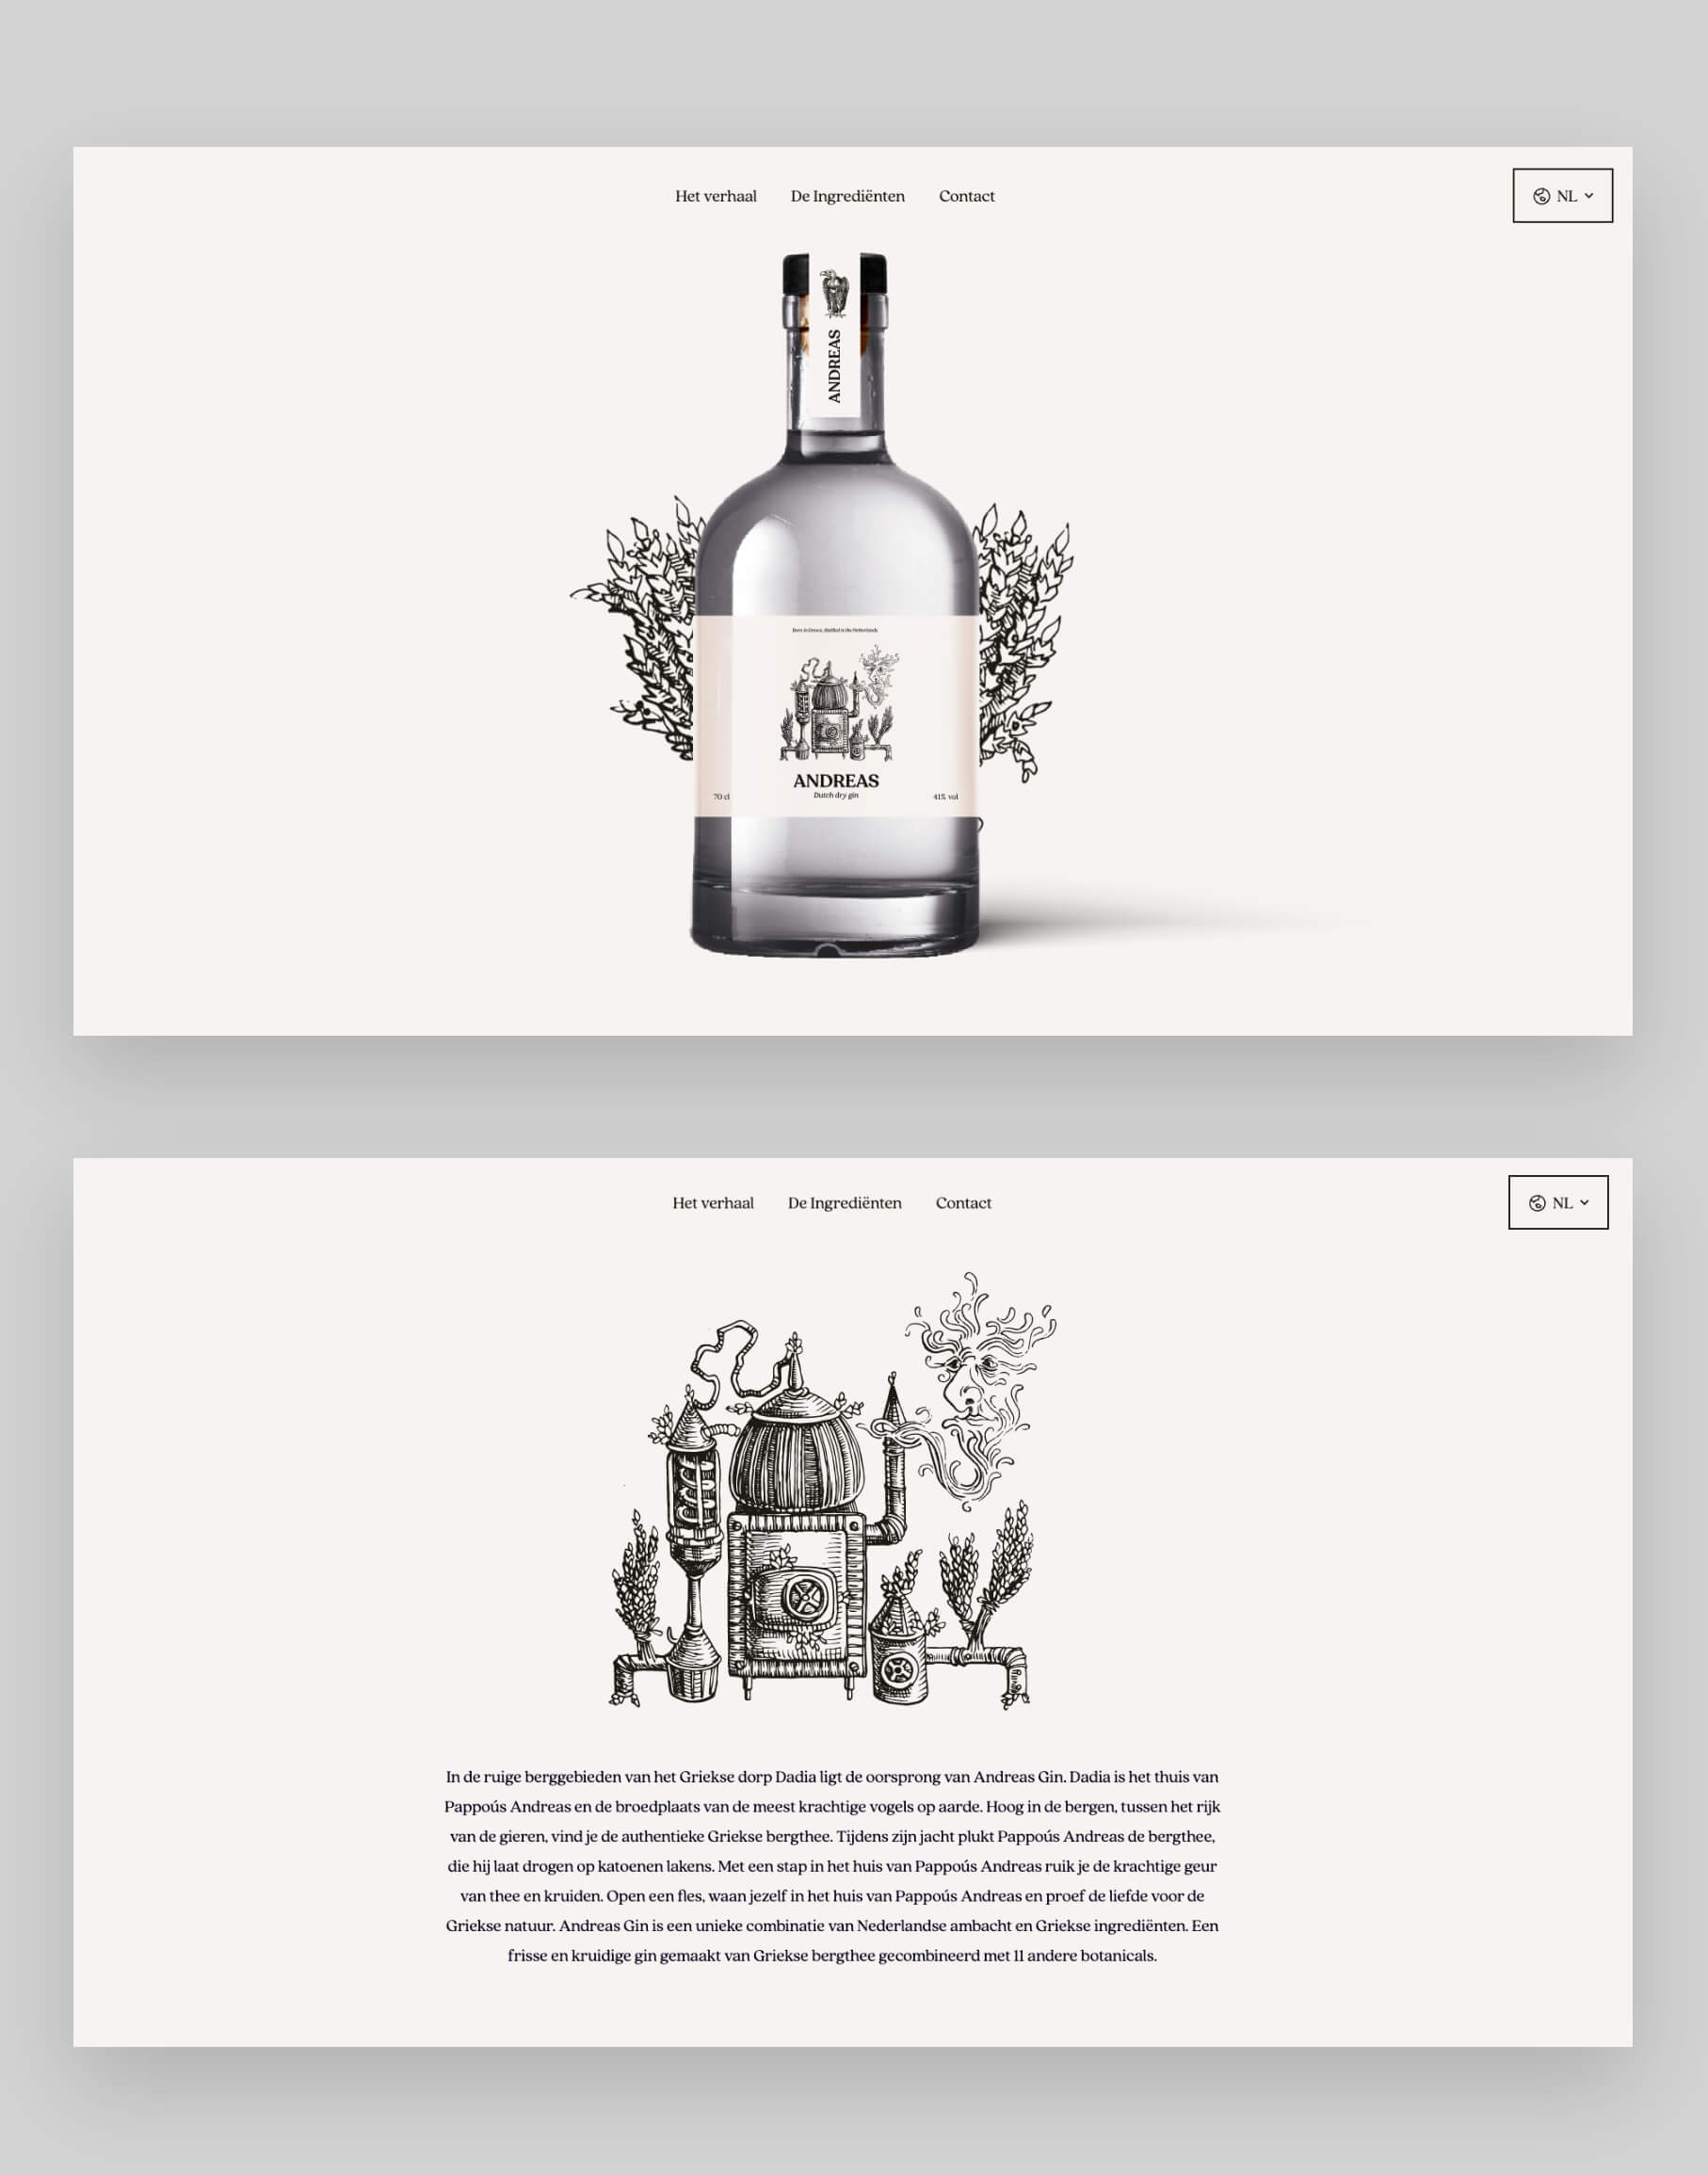 Het verhaal De Ingrediënten Contact NL
ANDREAS
Born in Greece, distilled in the Netherlands.
ANDREAS
Dutch dry gin
70 cl
41% vol
Het verhaal De Ingrediënten Contact NL
In de ruige berggebieden van het Griekse dorp Dadia ligt de oorsprong van Andreas Gin. Dadia is het thuis van
Pappoús Andreas en de broedplaats van de meest krachtige vogels op aarde. Hoog in de bergen, tussen het rijk
van de gieren, vind je de authentieke Griekse bergthee. Tijdens zijn jacht plukt Pappoús Andreas de bergthee,
die hij laat drogen op katoenen lakens. Met een stap in het huis van Pappoús Andreas ruik je de krachtige geur
van thee en kruiden. Open een fles, waan jezelf in het huis van Pappoús Andreas en proef de liefde voor de
Griekse natuur. Andreas Gin is een unieke combinatie van Nederlandse ambacht en Griekse ingrediënten. Een
frisse en kruidige gin gemaakt van Griekse bergthee gecombineerd met 11 andere botanicals.